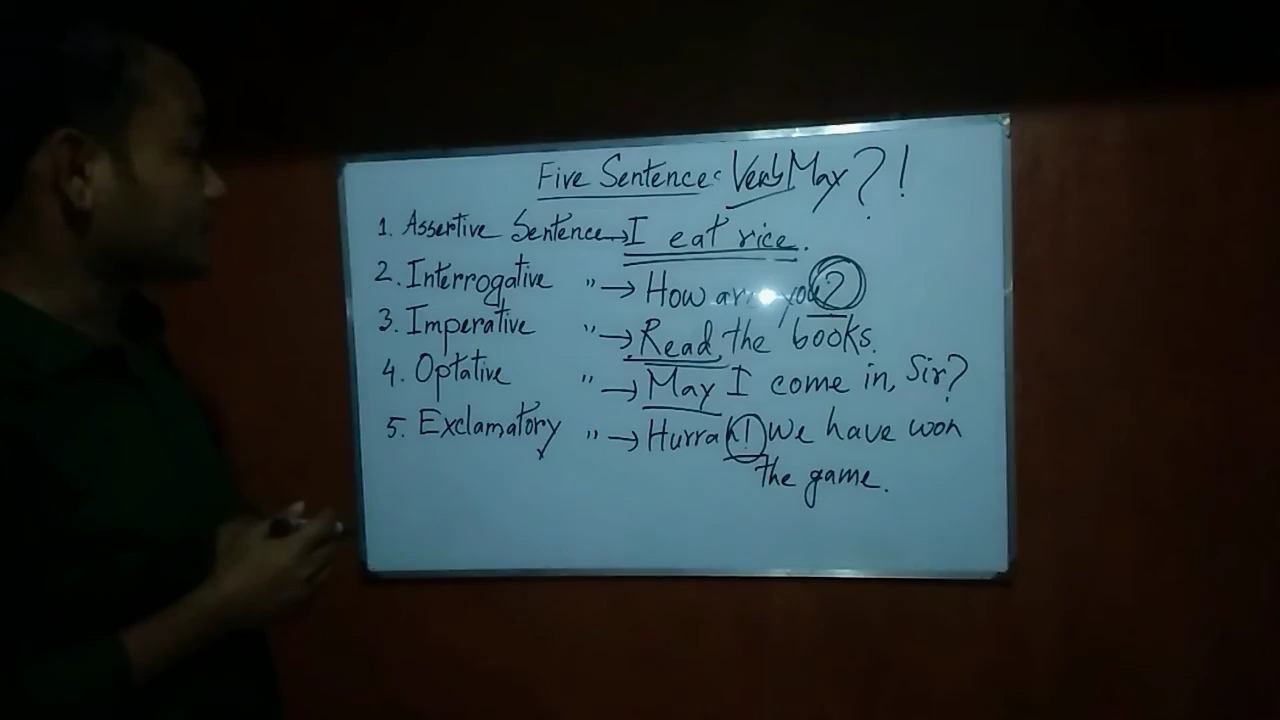 Five Sentence: Verb May ? !
1. Assertive Sentence → I eat rice.
2. Interrogative " → How are you?
3. Imperative " → Read the books.
4. Optative " → May I come in, Sir?
5. Exclamatory " → Hurrah! We have won
the game.